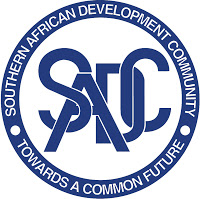 SOUTHERN AFRICAN DEVELOPMENT COMMUNITY
SADC
TOWARDS A COMMON FUTURE